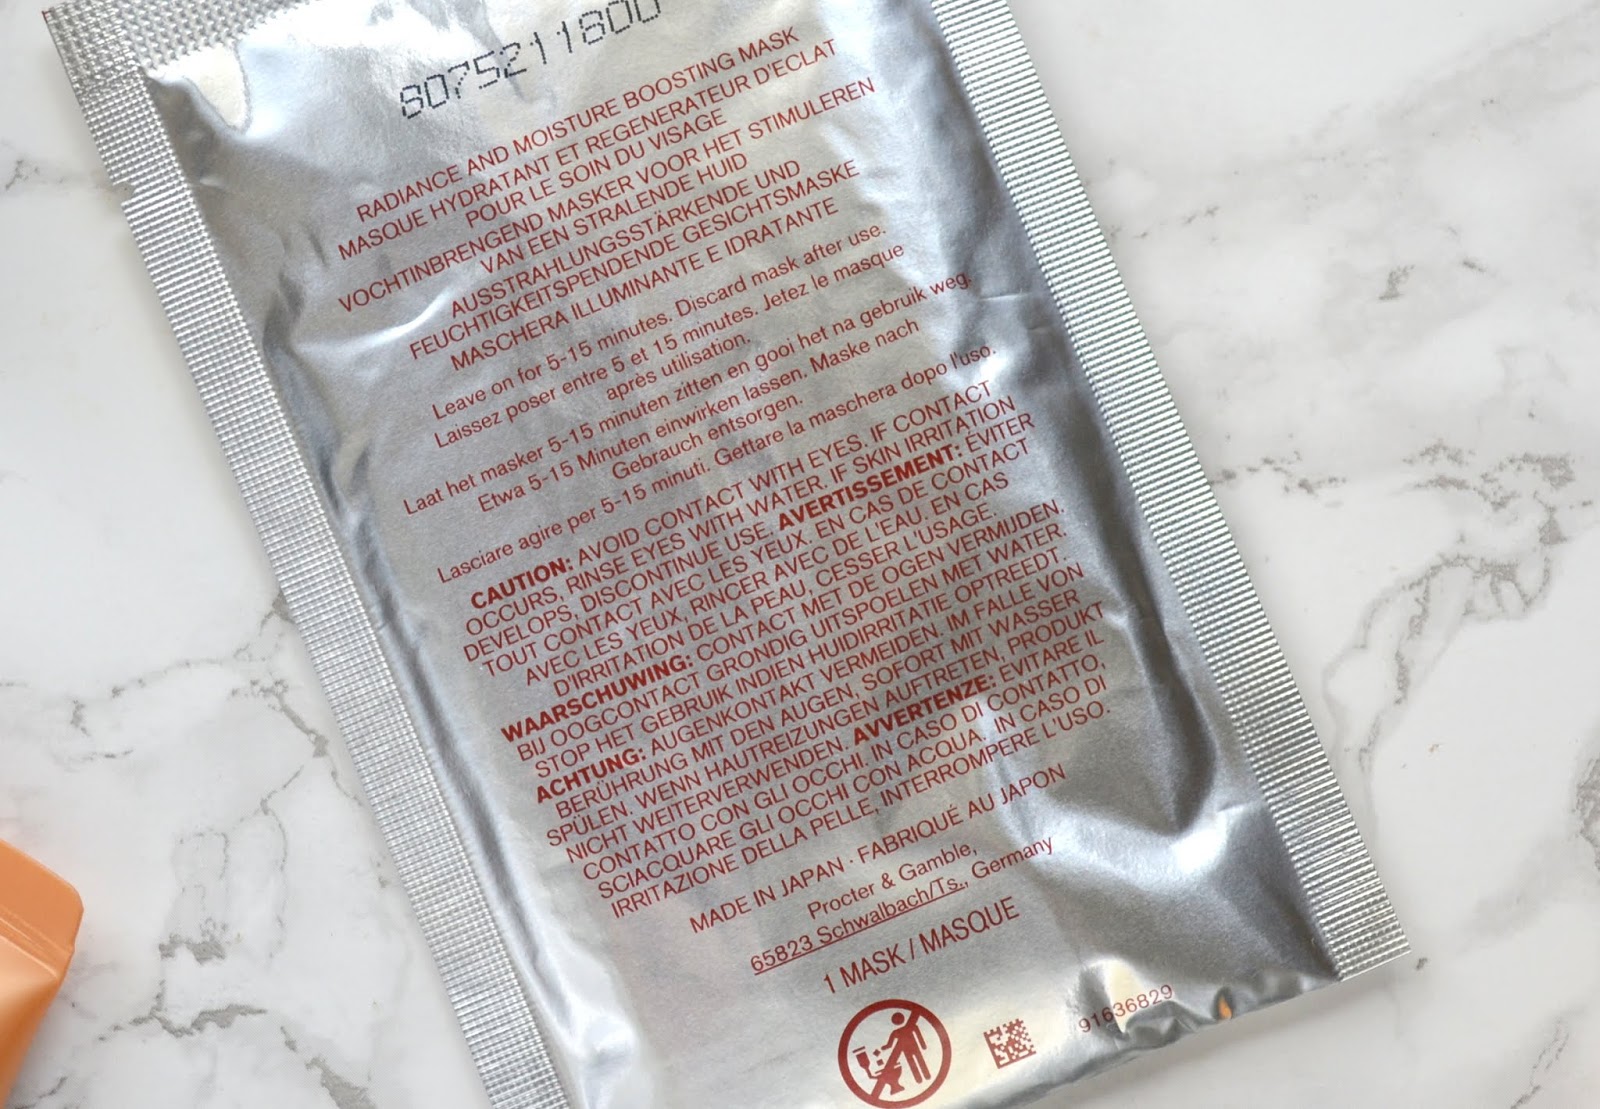 8075211800
RADIANCE AND MOISTURE BOOSTING MASK
MASQUE HYDRATANT ET REGENERATEUR D'ECLAT
POUR LE SOIN DU VISAGE
VOCHTINBRENGEND MASKER VOOR HET STIMULEREN
VAN EEN STRALENDE HUID
AUSSTRAHLUNGSSTÄRKENDE UND
FEUCHTIGKEITSPENDENDE GESICHTSMASKE
MASCHERA ILLUMINANTE E IDRATANTE
Leave on for 5-15 minutes. Discard mask after use.
Laissez poser entre 5 et 15 minutes. Jetez le masque
après utilisation.
Laat het masker 5-15 minuten zitten en gooi het na gebruik weg.
Etwa 5-15 Minuten einwirken lassen. Maske nach
Gebrauch entsorgen.
Lasciare agire per 5-15 minuti. Gettare la maschera dopo l'uso.
CAUTION: AVOID CONTACT WITH EYES. IF CONTACT
OCCURS, RINSE EYES WITH WATER. IF SKIN IRRITATION
DEVELOPS, DISCONTINUE USE. AVERTISSEMENT: ÉVITER
TOUT CONTACT AVEC LES YEUX. EN CAS DE CONTACT
AVEC LES YEUX, RINCER AVEC DE L'EAU. EN CAS
D'IRRITATION DE LA PEAU, CESSER L'USAGE.
WAARSCHUWING: CONTACT MET DE OGEN VERMIJDEN.
BIJ OOGCONTACT GRONDIG UITSPOELEN MET WATER.
STOP HET GEBRUIK INDIEN HUIDIRRITATIE OPTREEDT.
ACHTUNG: AUGENKONTAKT VERMEIDEN. IM FALLE VON
BERÜHRUNG MIT DEN AUGEN, SOFORT MIT WASSER
SPÜLEN. WENN HAUTREIZUNGEN AUFTRETEN, PRODUKT
NICHT WEITERVERWENDEN. AVVERTENZE: EVITARE IL
CONTATTO CON GLI OCCHI. IN CASO DI CONTATTO,
SCIACQUARE GLI OCCHI CON ACQUA. IN CASO DI
IRRITAZIONE DELLA PELLE, INTERROMPERE L'USO.
MADE IN JAPAN · FABRIQUÉ AU JAPON
Procter & Gamble,
65823 Schwalbach/Ts., Germany
1 MASK / MASQUE
91636829